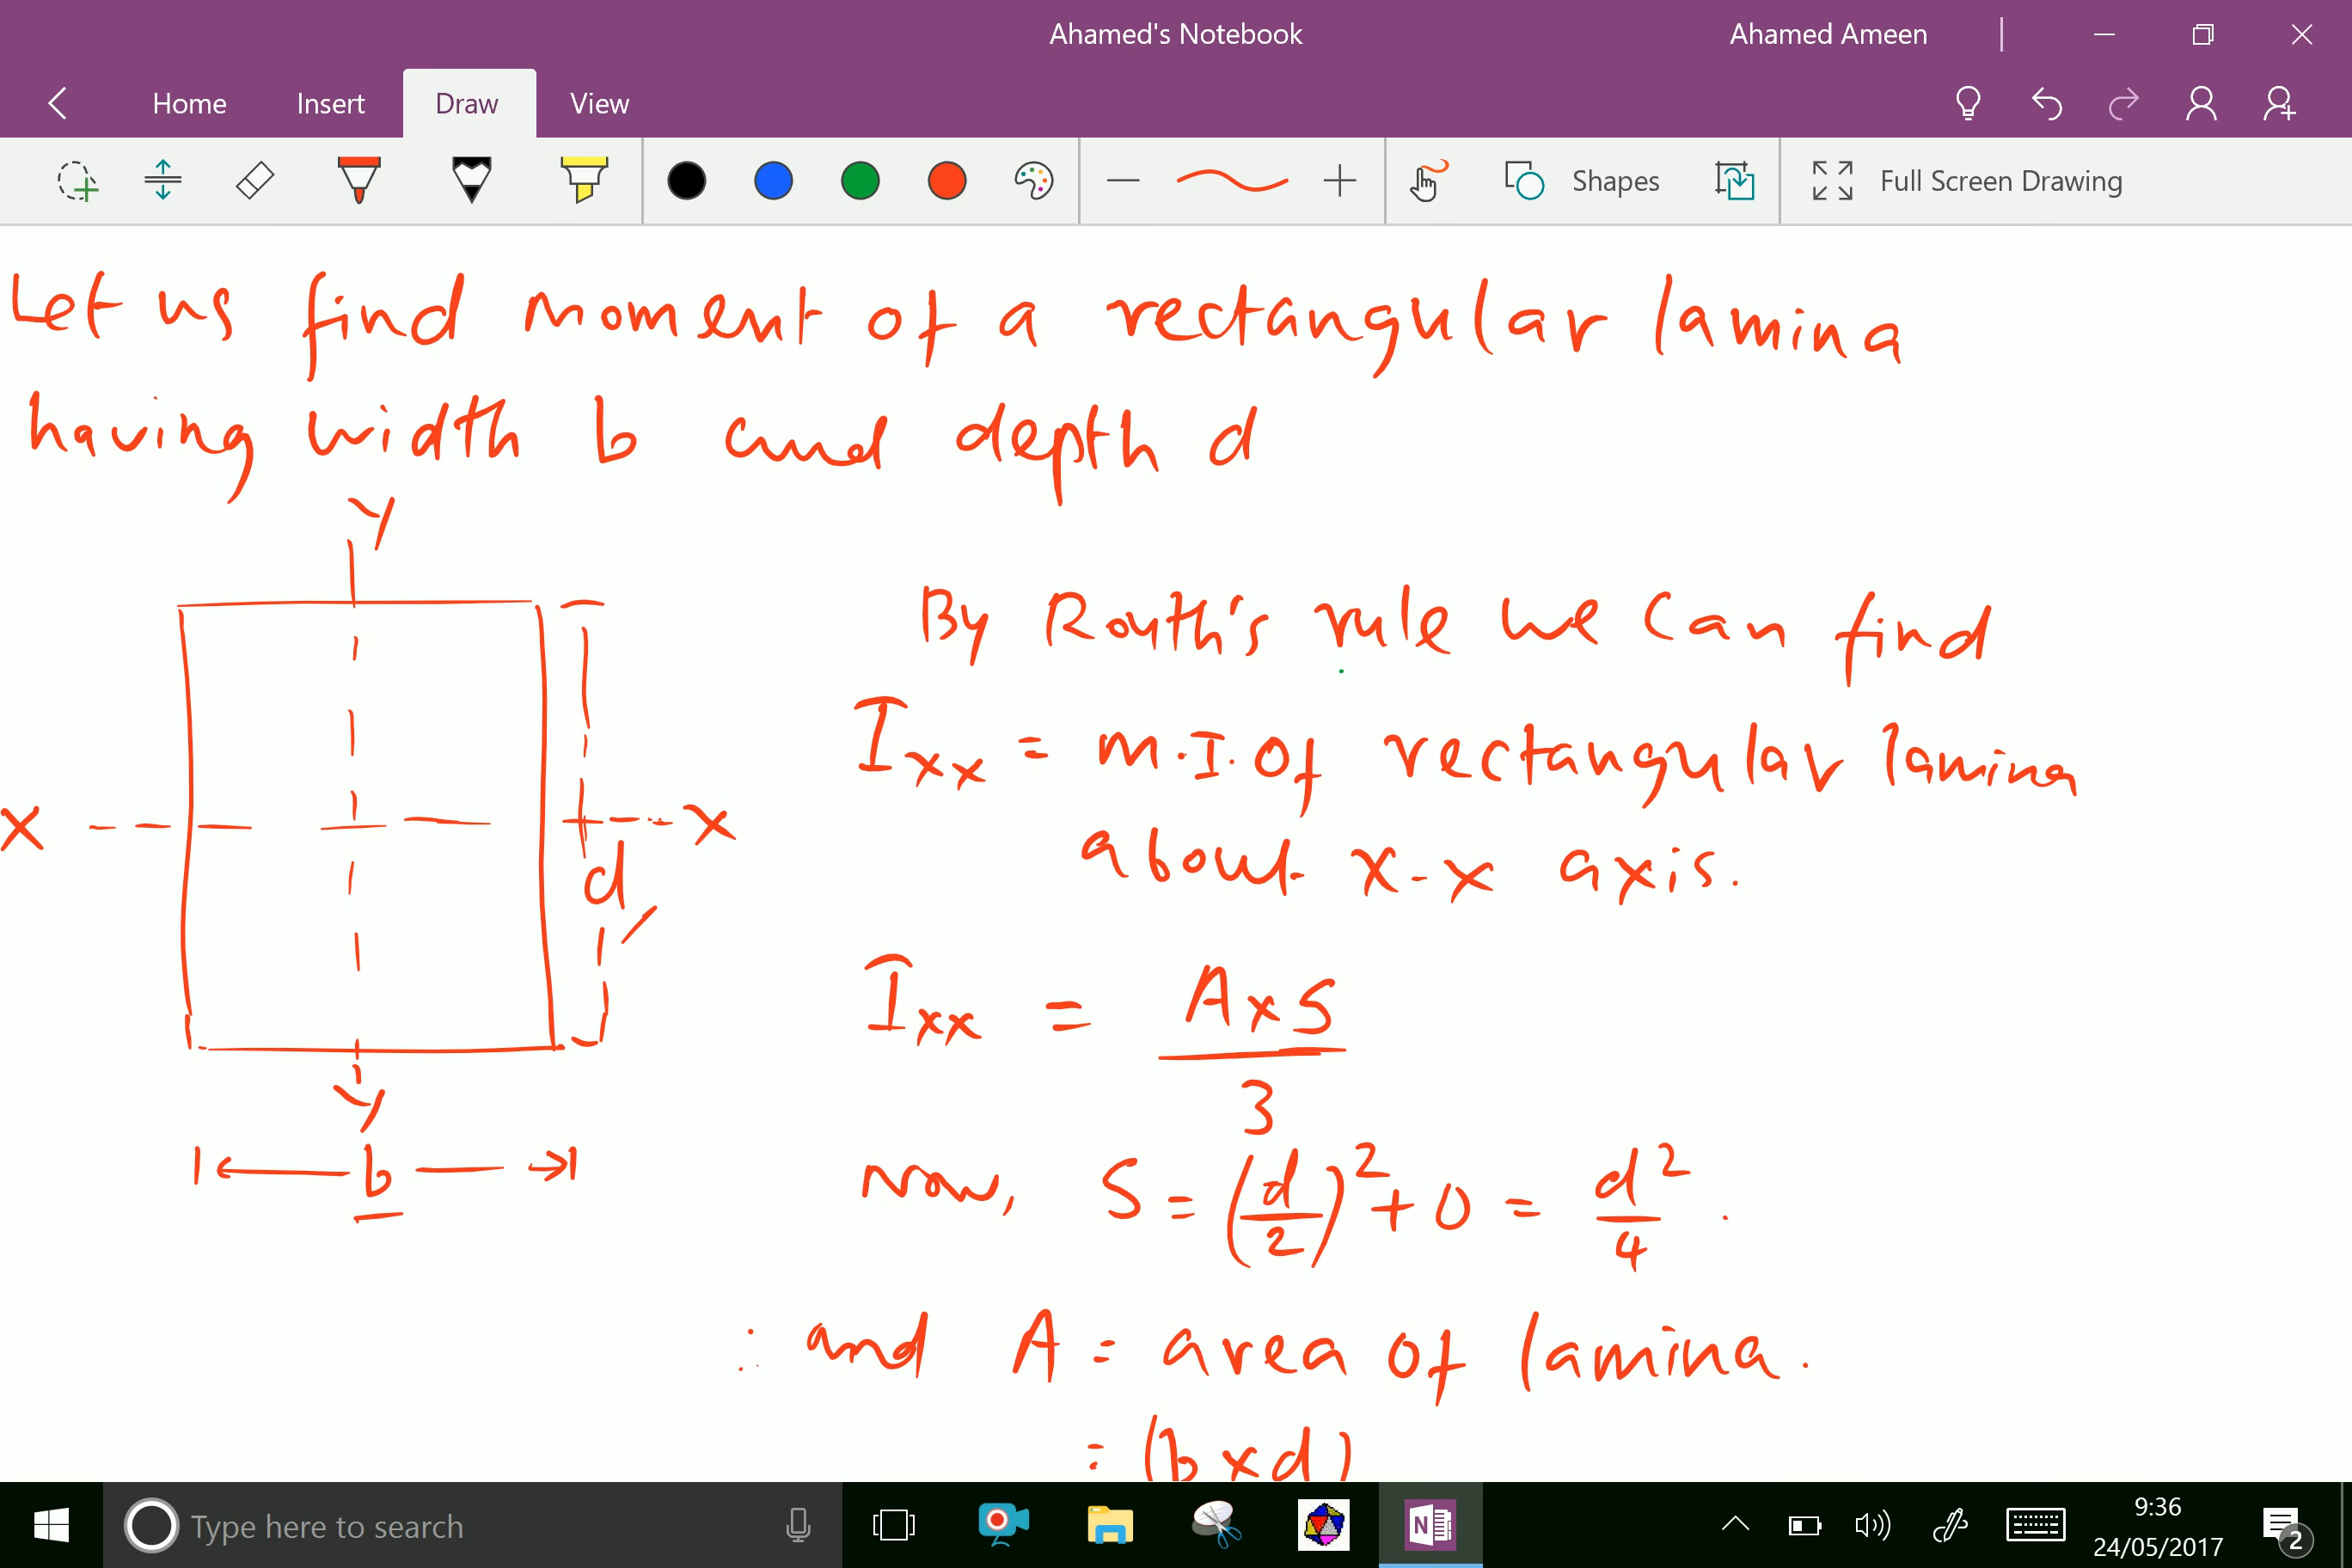 Ahamed's Notebook
Ahamed Ameen
Home Insert Draw View
Shapes Full Screen Drawing
Let us find moment of a rectangular lamina
having width b and depth d
Y
By Routh's rule we can find
Ixx = m.I. of rectangular lamina
X X
about x-x axis.
d
Ixx = A×S
3
Y
b
Now, S = (d/2)² + 0 = d²/4 .
∴ and A = area of lamina.
= (b×d)
Type here to search
N
9:36
24/05/2017
2